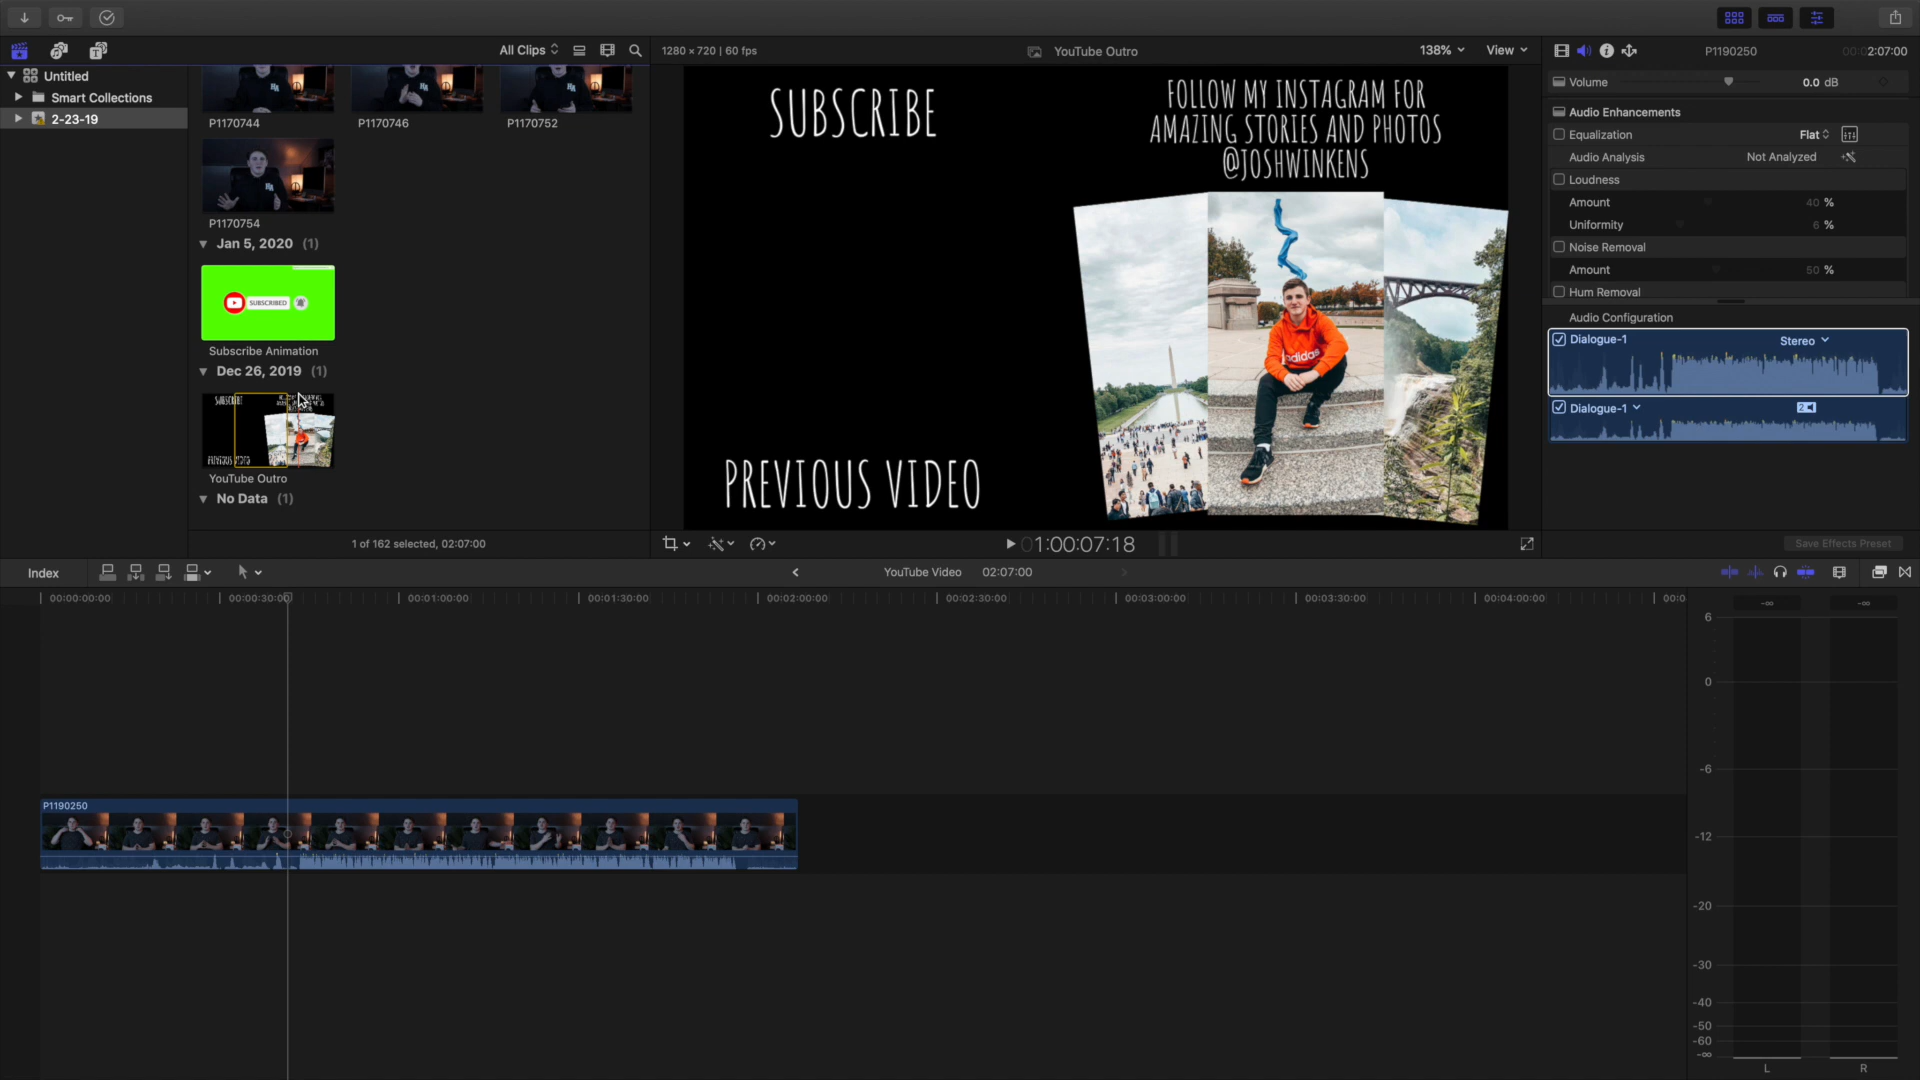 All Clips
1280 × 720 | 60 fps
YouTube Outro
138%
View
P1190250
2:07:00
Untitled
Smart Collections
2-23-19
P1170744
P1170746
P1170752
P1170754
Jan 5, 2020 (1)
SUBSCRIBED
Subscribe Animation
Dec 26, 2019 (1)
SUBSCRIBE
PREVIOUS VIDEO
YouTube Outro
No Data (1)
1 of 162 selected, 02:07:00
SUBSCRIBE
FOLLOW MY INSTAGRAM FOR
AMAZING STORIES AND PHOTOS
@JOSHWINKENS
adidas
PREVIOUS VIDEO
01:00:07:18
Volume
0.0 dB
Audio Enhancements
Equalization
Flat
Audio Analysis
Not Analyzed
Loudness
Amount
40 %
Uniformity
6 %
Noise Removal
Amount
50 %
Hum Removal
Audio Configuration
Dialogue-1
Stereo
Dialogue-1
2
Save Effects Preset
Index
YouTube Video
02:07:00
00:00:00:00
00:00:30:00
00:01:00:00
00:01:30:00
00:02:00:00
00:02:30:00
00:03:00:00
00:03:30:00
00:04:00:00
00:0
P1190250
-∞
-∞
6
0
-6
-12
-20
-30
-40
-50
-60
-∞
L
R